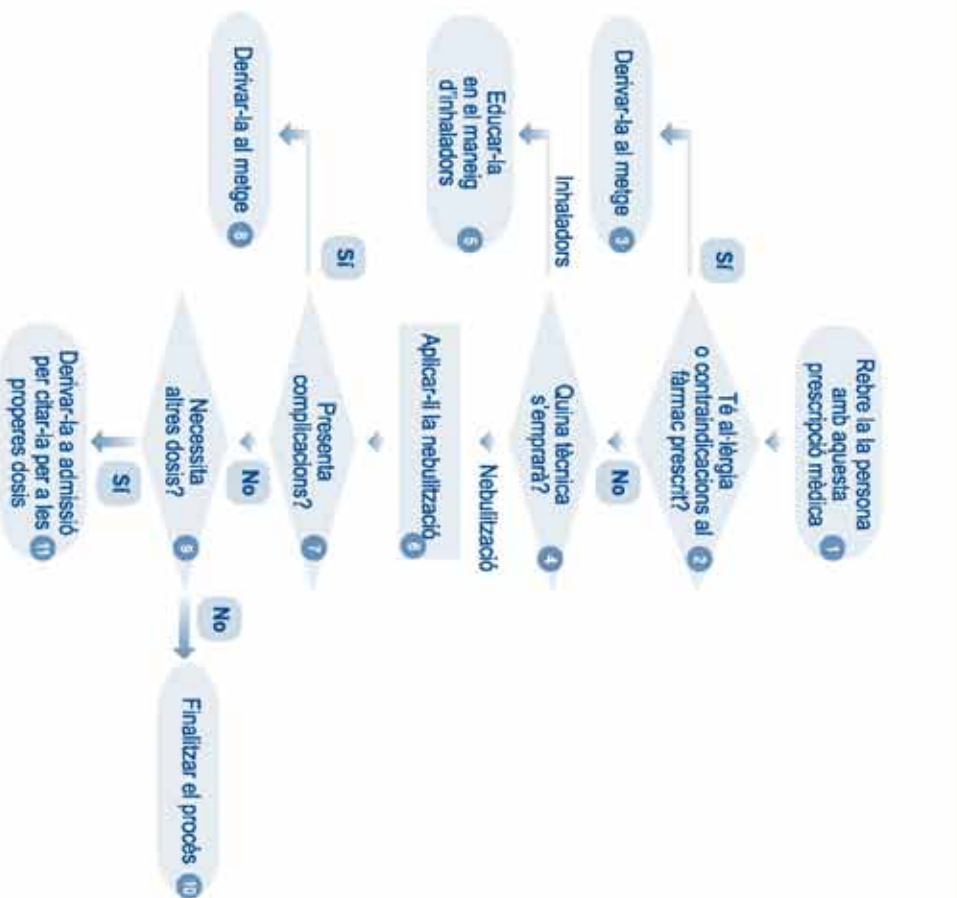 Rebre la la persona
amb aquesta
prescripció mèdica
1
Té al·lèrgia
o contraindicacions al
fàrmac prescrit?
2
Sí
Derivar-la al metge
3
No
Quina tècnica
s'emprarà?
4
Inhaladors
Educar-la
en el maneig
d'inhaladors
5
Nebulització
Aplicar-li la nebulització
6
Presenta
complicacions?
7
Sí
Derivar-la al metge
8
No
Necessita
altres dosis?
9
No
Finalitzar el procés
10
Sí
Derivar-la a admissió
per citar-la per a les
properes dosis
11